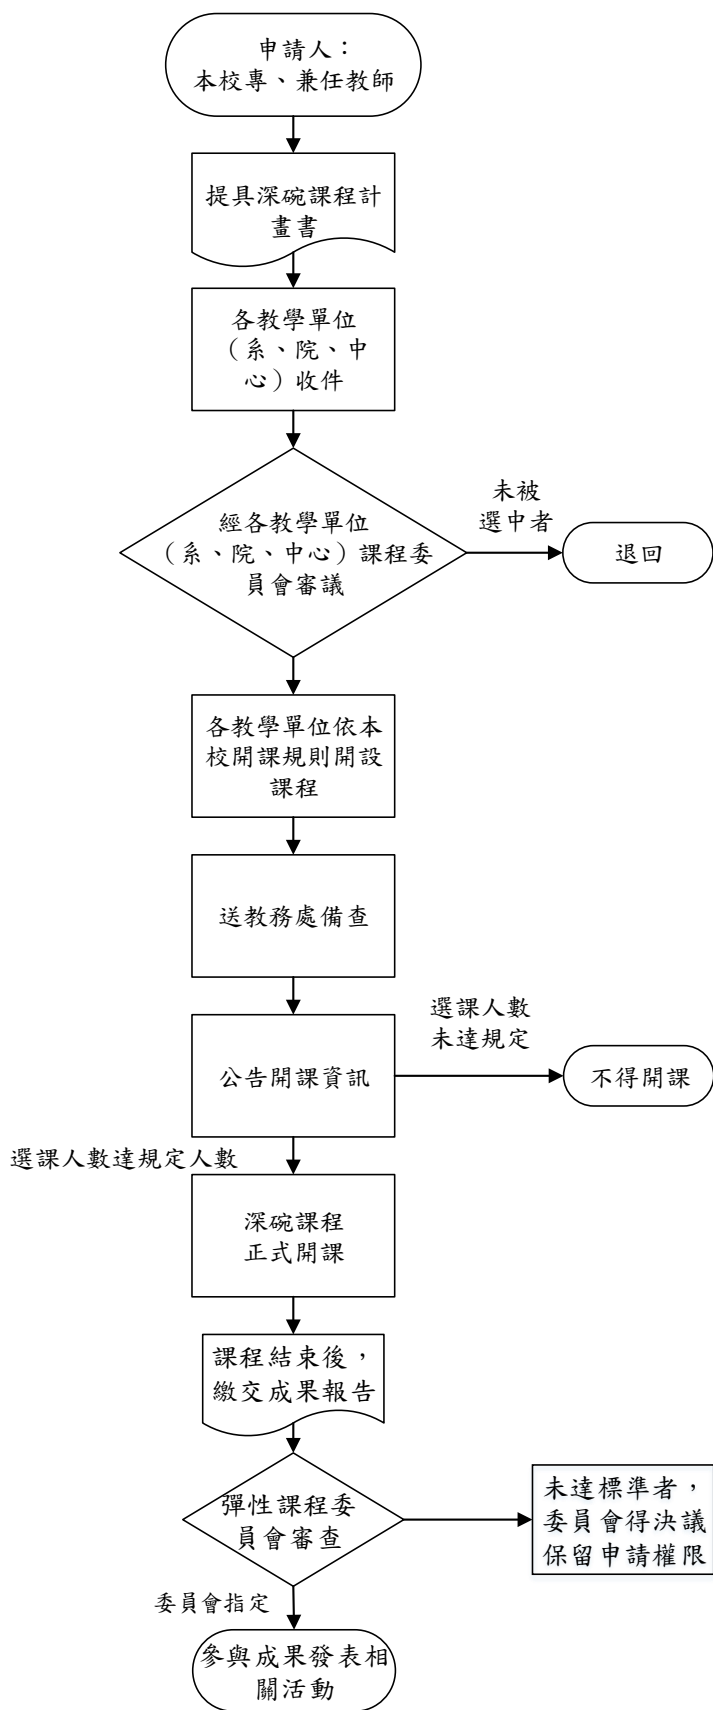 申請人：
本校專、兼任教師
提具深碗課程計
畫書
各教學單位
（系、院、中
心）收件
未被
選中者
經各教學單位
（系、院、中心）課程委
員會審議
退回
各教學單位依本
校開課規則開設
課程
送教務處備查
選課人數
未達規定
公告開課資訊
不得開課
選課人數達規定人數
深碗課程
正式開課
課程結束後，
繳交成果報告
彈性課程委
員會審查
未達標準者，
委員會得決議
保留申請權限
委員會指定
參與成果發表相
關活動